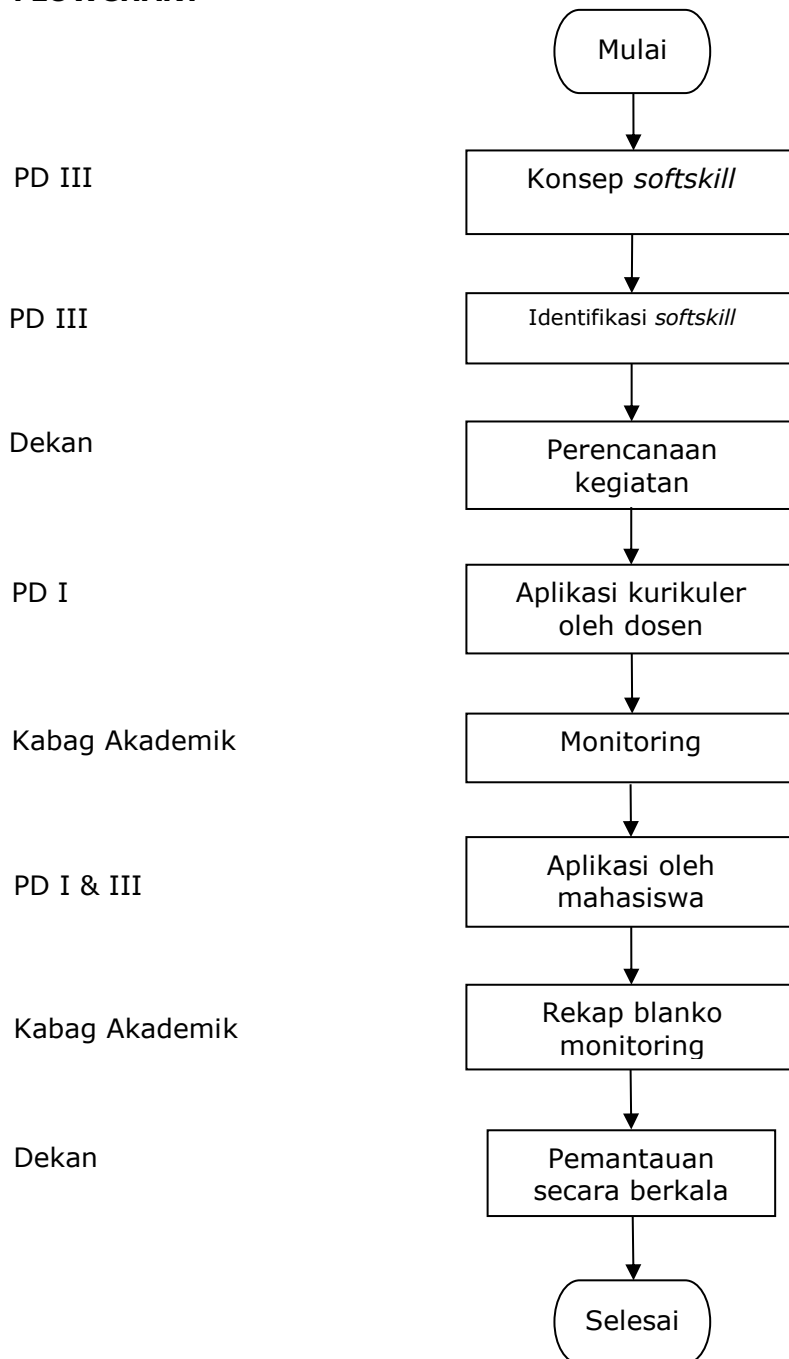 FLOWCHART
Mulai
PD III
Konsep softskill
PD III
Identifikasi softskill
Dekan
Perencanaan
kegiatan
PD I
Aplikasi kurikuler
oleh dosen
Kabag Akademik
Monitoring
PD I & III
Aplikasi oleh
mahasiswa
Kabag Akademik
Rekap blanko
monitoring
Dekan
Pemantauan
secara berkala
Selesai